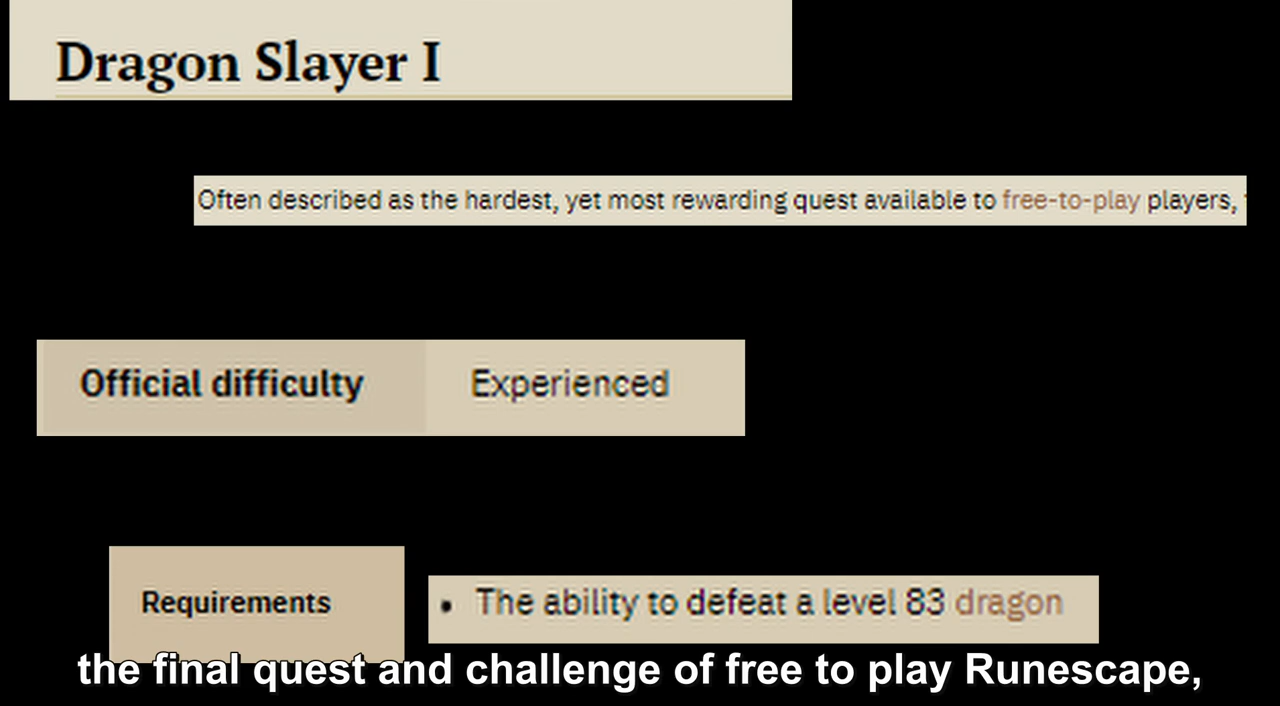 Dragon Slayer I
Often described as the hardest, yet most rewarding quest available to free-to-play players,
Official difficulty Experienced
Requirements • The ability to defeat a level 83 dragon
the final quest and challenge of free to play Runescape,